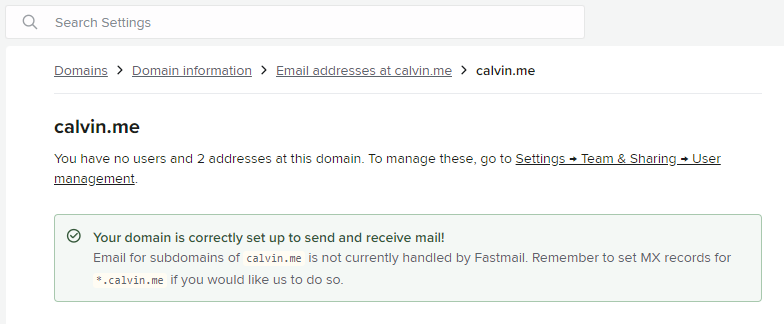 Search Settings
Domains > Domain information > Email addresses at calvin.me > calvin.me
calvin.me
You have no users and 2 addresses at this domain. To manage these, go to Settings → Team & Sharing → User
management.
Your domain is correctly set up to send and receive mail!
Email for subdomains of calvin.me is not currently handled by Fastmail. Remember to set MX records for
*.calvin.me if you would like us to do so.